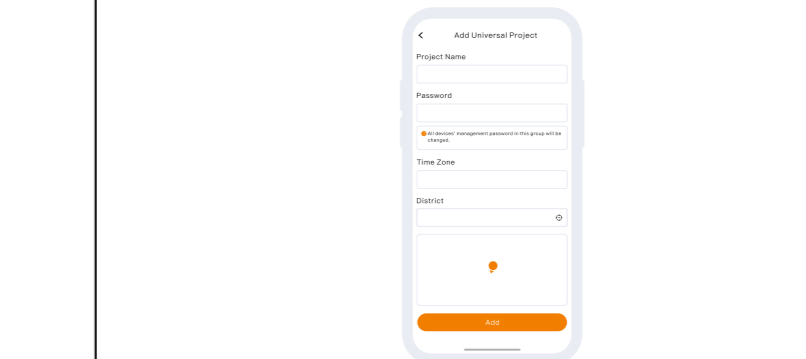 Add Universal Project
Project Name
Password
All devices' management password in this group will be
changed.
Time Zone
District
Add